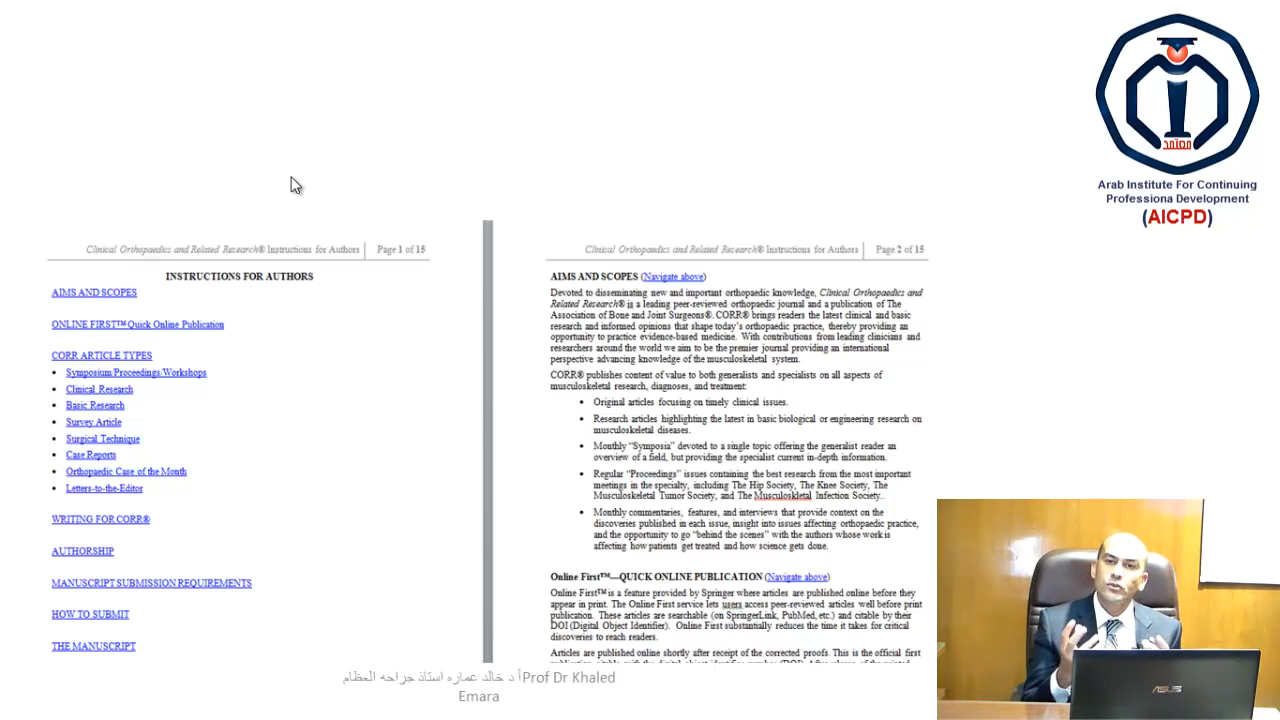 Clinical Orthopaedics and Related Research® Instructions for Authors Page 1 of 15
INSTRUCTIONS FOR AUTHORS
AIMS AND SCOPES
ONLINE FIRST™ Quick Online Publication
CORR ARTICLE TYPES
• Symposium/Proceedings/Workshops
• Clinical Research
• Basic Research
• Survey Article
• Surgical Technique
• Case Reports
• Orthopaedic Case of the Month
• Letters-to-the-Editor
WRITING FOR CORR®
AUTHORSHIP
MANUSCRIPT SUBMISSION REQUIREMENTS
HOW TO SUBMIT
THE MANUSCRIPT
Clinical Orthopaedics and Related Research® Instructions for Authors Page 2 of 15
AIMS AND SCOPES (Navigate above)
Devoted to disseminating new and important orthopaedic knowledge, Clinical Orthopaedics and
Related Research® is a leading peer-reviewed orthopaedic journal and a publication of The
Association of Bone and Joint Surgeons®. CORR® brings readers the latest clinical and basic
research and informed opinions that shape today's orthopaedic practice, thereby providing an
opportunity to practice evidence-based medicine. With contributions from leading clinicians and
researchers around the world we aim to be the premier journal providing an international
perspective advancing knowledge of the musculoskeletal system.
CORR® publishes content of value to both generalists and specialists on all aspects of
musculoskeletal research, diagnoses, and treatment:
• Original articles focusing on timely clinical issues.
• Research articles highlighting the latest in basic biological or engineering research on
musculoskeletal diseases.
• Monthly “Symposia” devoted to a single topic offering the generalist reader an
overview of a field, but providing the specialist current in-depth information.
• Regular “Proceedings” issues containing the best research from the most important
meetings in the specialty, including The Hip Society, The Knee Society, The
Musculoskeletal Tumor Society, and The Musculoskletal Infection Society..
• Monthly commentaries, features, and interviews that provide context on the
discoveries published in each issue, insight into issues affecting orthopaedic practice,
and the opportunity to go “behind the scenes” with the authors whose work is
affecting how patients get treated and how science gets done.
Online First™—QUICK ONLINE PUBLICATION (Navigate above)
Online First™ is a feature provided by Springer where articles are published online before they
appear in print. The Online First service lets users access peer-reviewed articles well before print
publication. These articles are searchable (on SpringerLink, PubMed, etc.) and citable by their
DOI (Digital Object Identifier). Online First substantially reduces the time it takes for critical
discoveries to reach readers.
Articles are published online shortly after receipt of the corrected proofs. This is the official first
أ د خالد عماره استاذ جراحه العظام Prof Dr Khaled
Emara
معتمد
Arab Institute For Continuing
Professiona Development
(AICPD)
ASUS